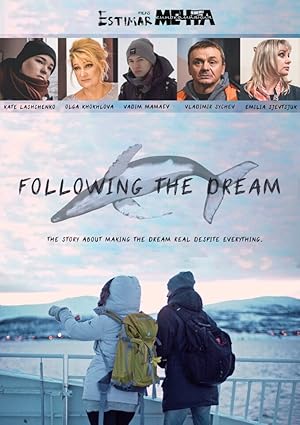 ESTIMAR МЕЧТА
KATE LASHCHENKO OLGA KHOKHLOVA VADIM MAMAEV VLADIMIR SYCHEV EMILIA SJEVTSJUK
FOLLOWING THE DREAM
THE STORY ABOUT MAKING THE DREAM REAL DESPITE EVERYTHING.